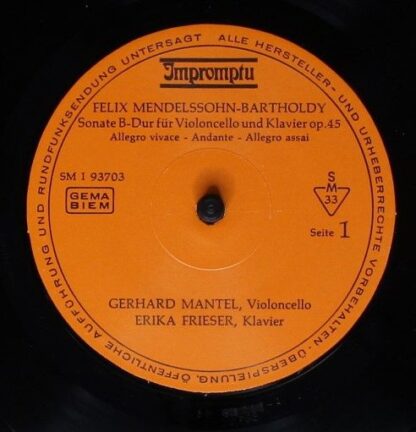 ALLE HERSTELLER- UND URHEBERRECHTE VORBEHALTEN - ÜBERSPIELUNG, ÖFFENTLICHE AUFFÜHRUNG UND RUNDFUNKSENDUNG UNTERSAGT
Impromptu
FELIX MENDELSSOHN-BARTHOLDY
Sonate B-Dur für Violoncello und Klavier op. 45
Allegro vivace - Andante - Allegro assai
SM I 93703
GEMA
BIEM
S
M
33
Seite 1
GERHARD MANTEL, Violoncello
ERIKA FRIESER, Klavier